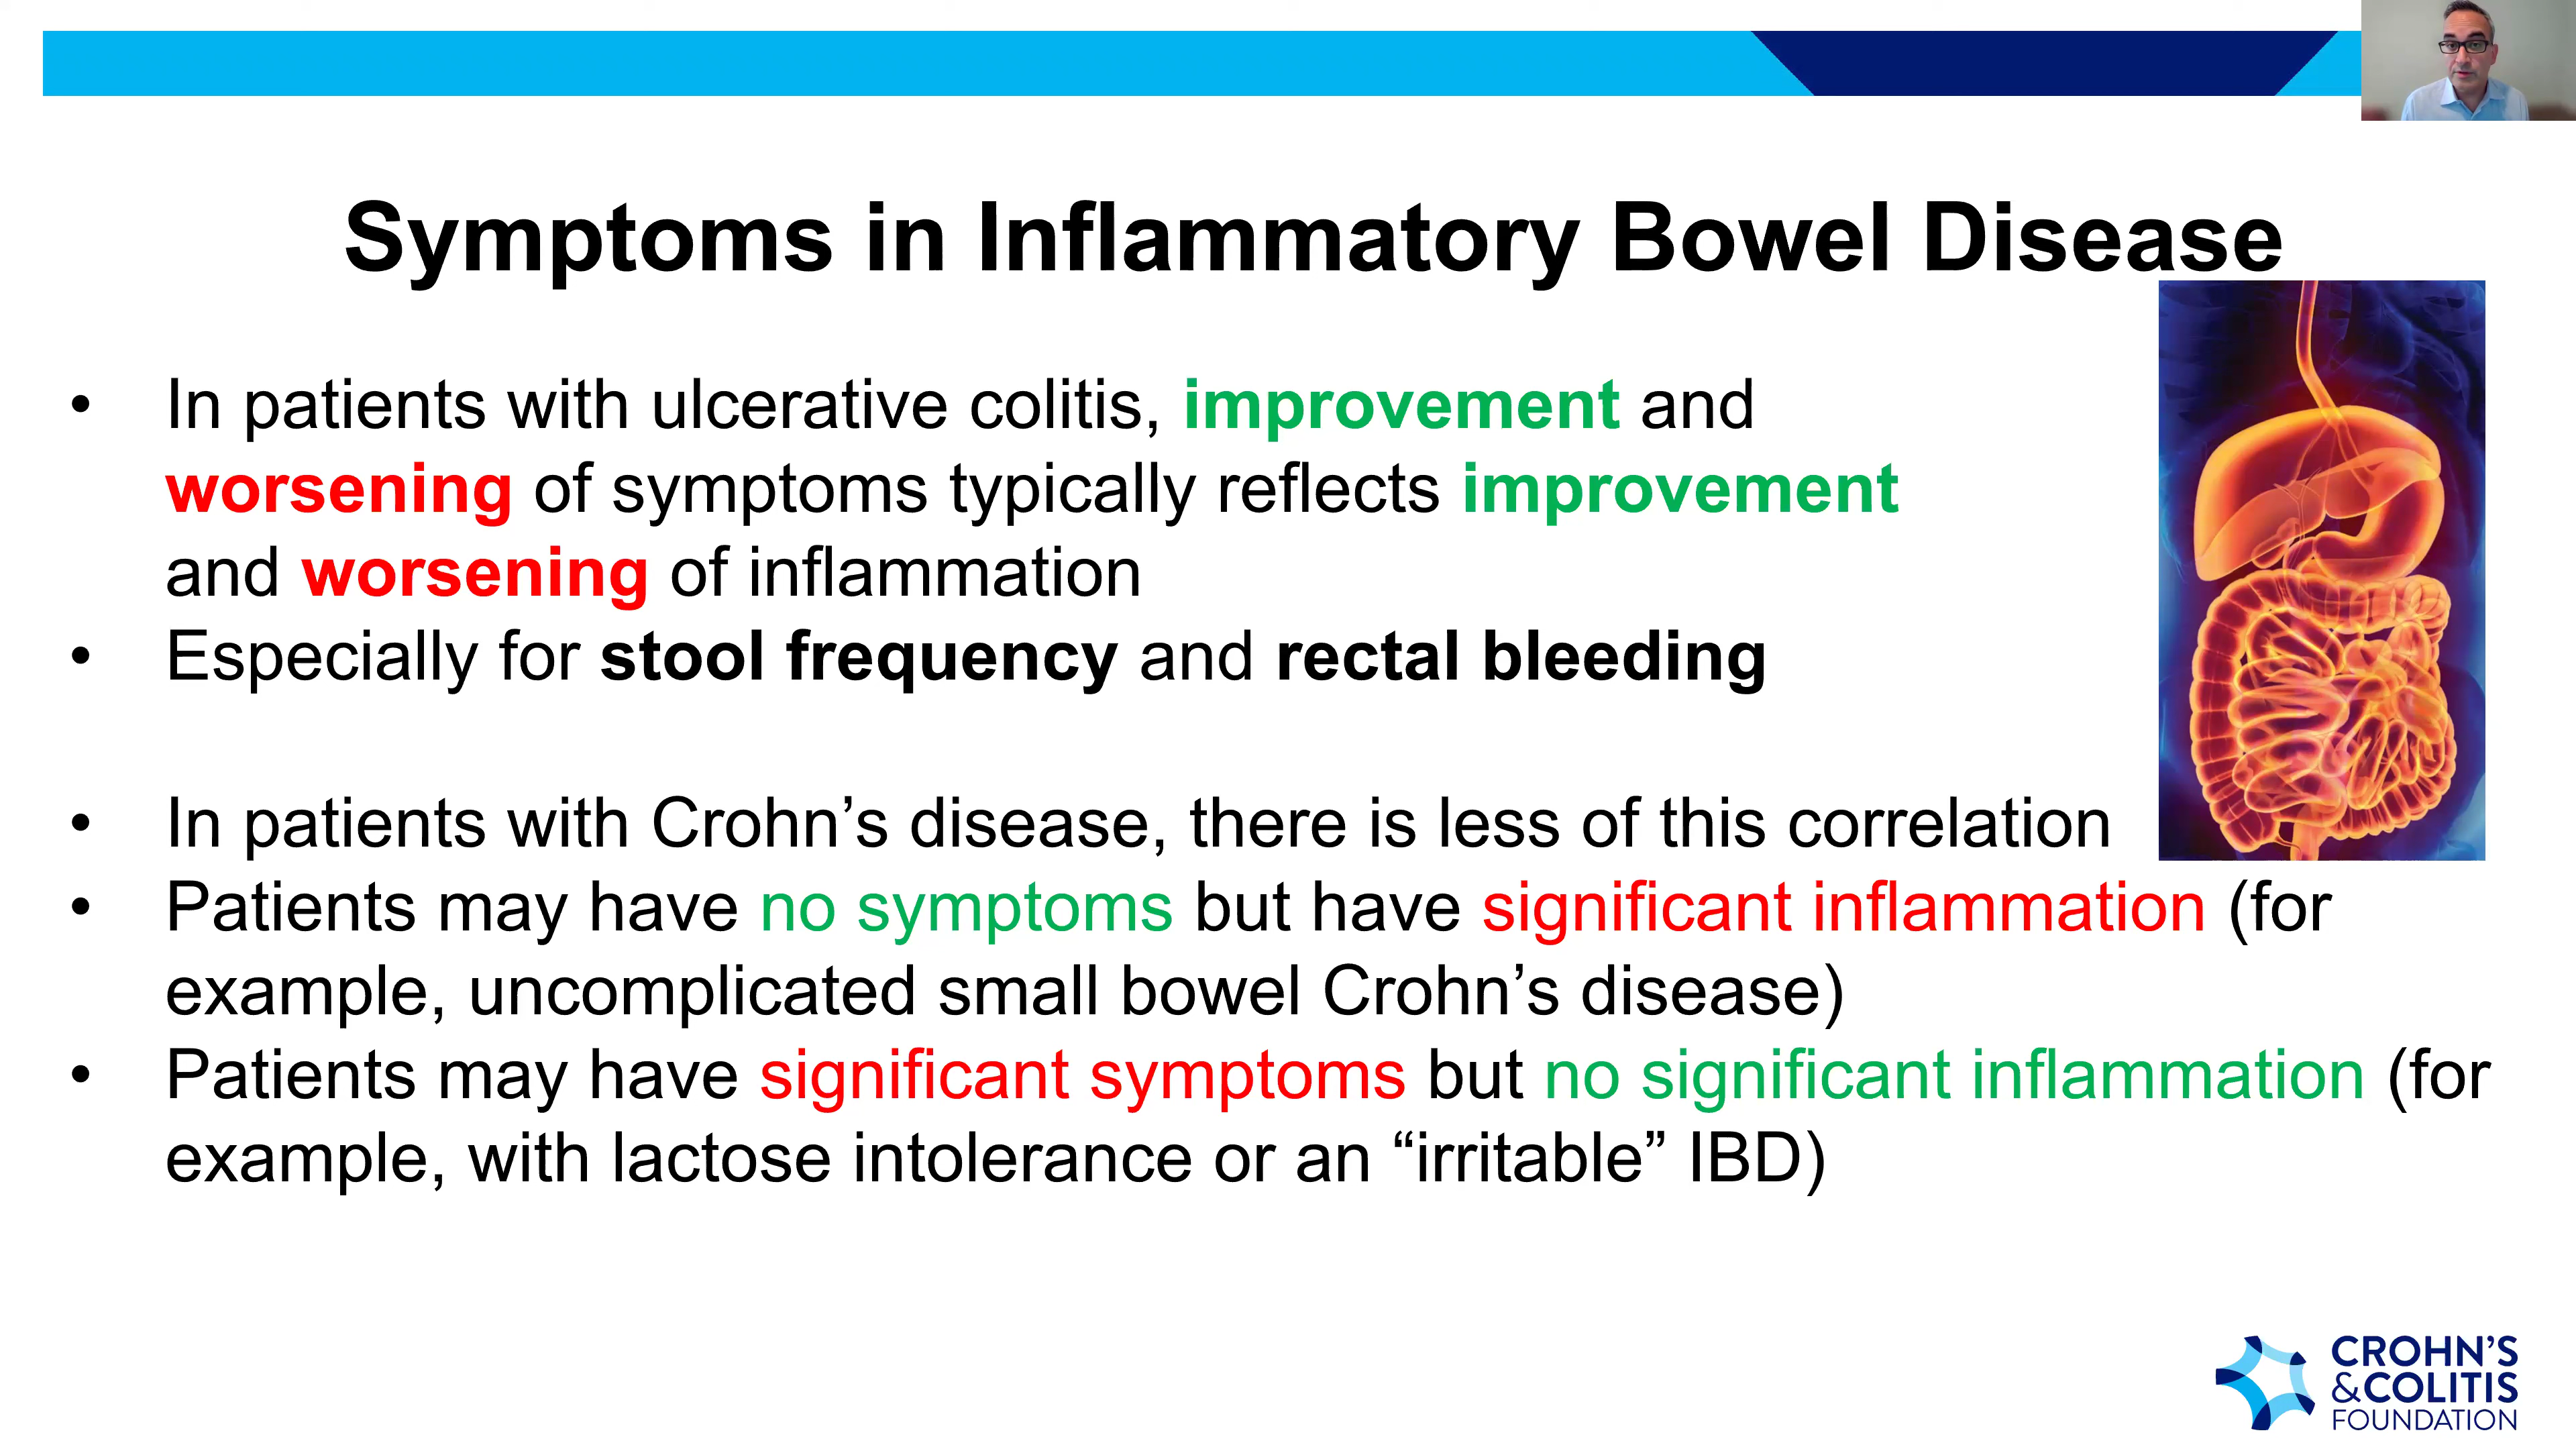 Symptoms in Inflammatory Bowel Disease
• In patients with ulcerative colitis, improvement and
worsening of symptoms typically reflects improvement
and worsening of inflammation
• Especially for stool frequency and rectal bleeding
• In patients with Crohn’s disease, there is less of this correlation
• Patients may have no symptoms but have significant inflammation (for
example, uncomplicated small bowel Crohn’s disease)
• Patients may have significant symptoms but no significant inflammation (for
example, with lactose intolerance or an “irritable” IBD)
CROHN’S
&COLITIS
FOUNDATION